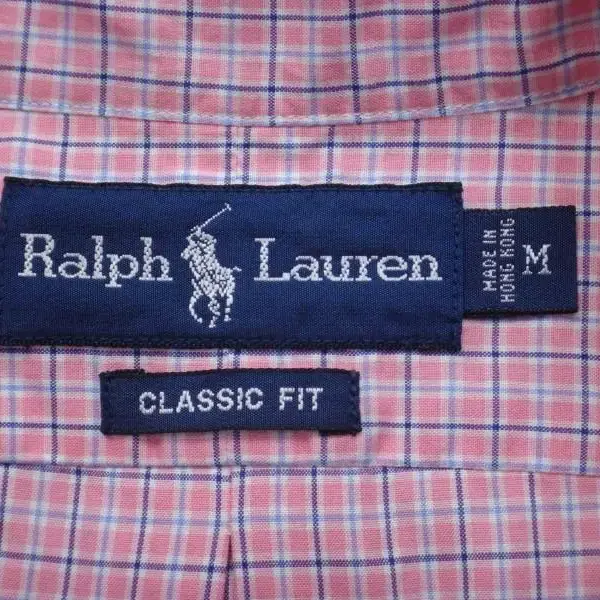 Ralph Lauren
MADE IN
HONG KONG
M
CLASSIC FIT